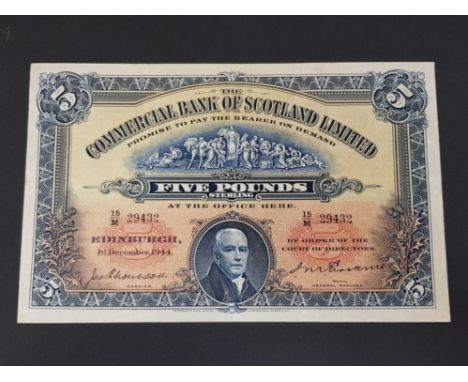 THE
5 COMMERCIAL BANK OF SCOTLAND LIMITED 5
PROMISE TO PAY THE BEARER ON DEMAND
FIVE POUNDS
STERLING
AT THE OFFICE HERE.
15/M 29432 15/M 29432
EDINBURGH, BY ORDER OF THE
1st December, 1944. COURT OF DIRECTORS.
CASHIER GENERAL MANAGER
5 5